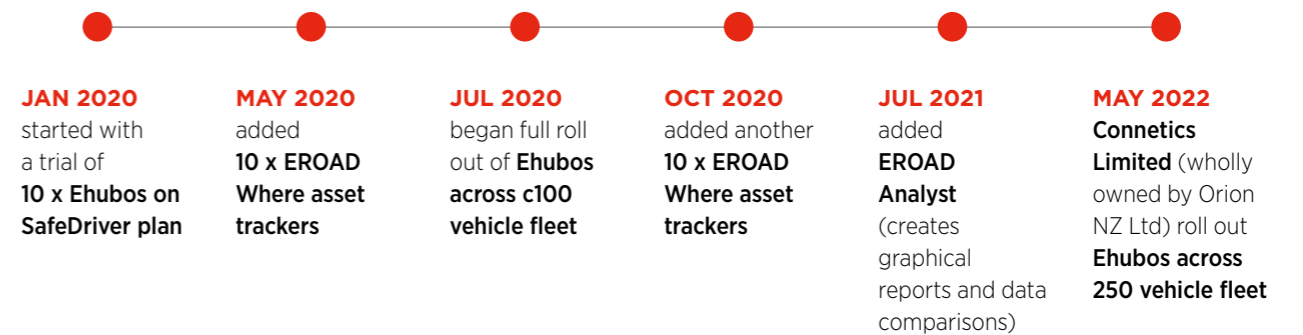 JAN 2020
started with
a trial of
10 x Ehubos on
SafeDriver plan
MAY 2020
added
10 x EROAD
Where asset
trackers
JUL 2020
began full roll
out of Ehubos
across c100
vehicle fleet
OCT 2020
added another
10 x EROAD
Where asset
trackers
JUL 2021
added
EROAD
Analyst
(creates
graphical
reports and data
comparisons)
MAY 2022
Connetics
Limited (wholly
owned by Orion
NZ Ltd) roll out
Ehubos across
250 vehicle fleet